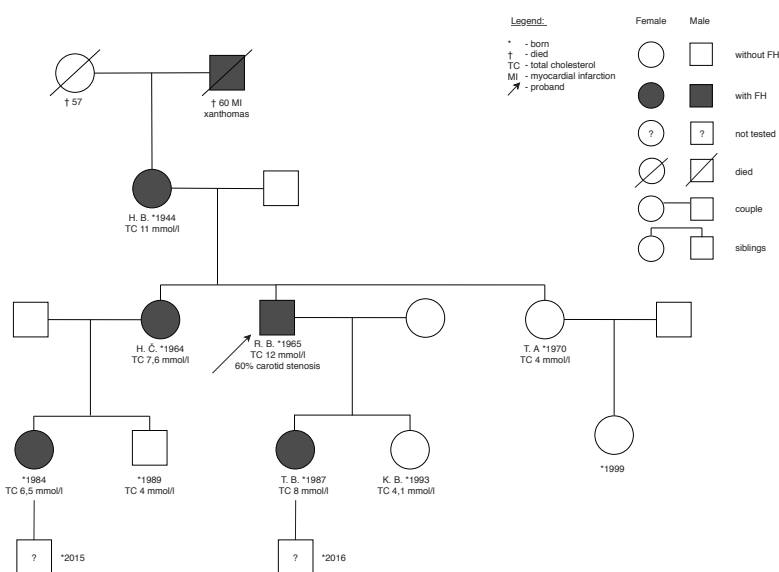 Legend:
* - born
† - died
TC - total cholesterol
MI - myocardial infarction
- proband
Female Male
without FH
with FH
? ? not tested
died
couple
siblings
† 57
† 60 MI
xanthomas
H. B. *1944
TC 11 mmol/l
H. Č. *1964
TC 7,6 mmol/l
R. B. *1965
TC 12 mmol/l
60% carotid stenosis
T. A *1970
TC 4 mmol/l
*1984
TC 6,5 mmol/l
*1989
TC 4 mmol/l
T. B. *1987
TC 8 mmol/l
K. B. *1993
TC 4,1 mmol/l
*1999
? *2015
? *2016